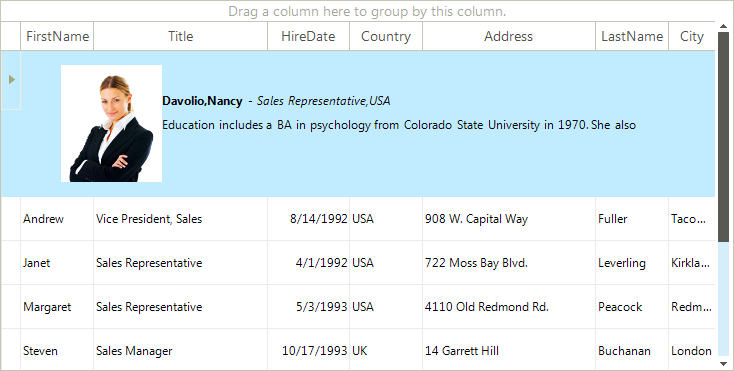 Drag a column here to group by this column.
FirstName Title HireDate Country Address LastName City
Davolio,Nancy - Sales Representative,USA
Education includes a BA in psychology from Colorado State University in 1970. She also
Andrew Vice President, Sales 8/14/1992 USA 908 W. Capital Way Fuller Taco...
Janet Sales Representative 4/1/1992 USA 722 Moss Bay Blvd. Leverling Kirkla...
Margaret Sales Representative 5/3/1993 USA 4110 Old Redmond Rd. Peacock Redm...
Steven Sales Manager 10/17/1993 UK 14 Garrett Hill Buchanan London